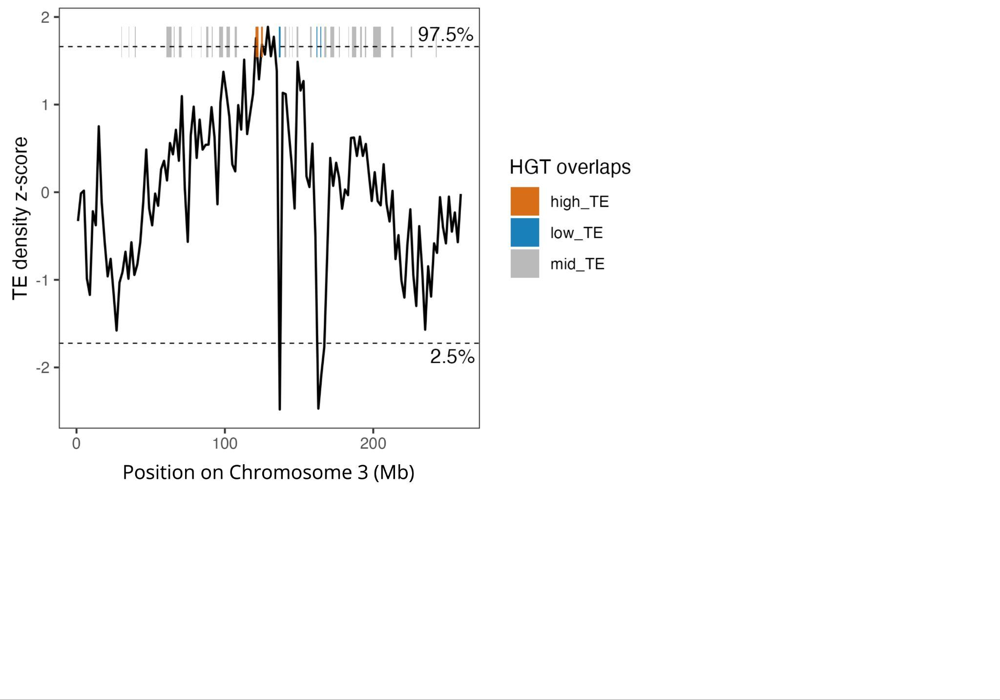 2
97.5%
1
0
-1
-2
2.5%
TE density z-score
0
100
200
Position on Chromosome 3 (Mb)
HGT overlaps
high_TE
low_TE
mid_TE